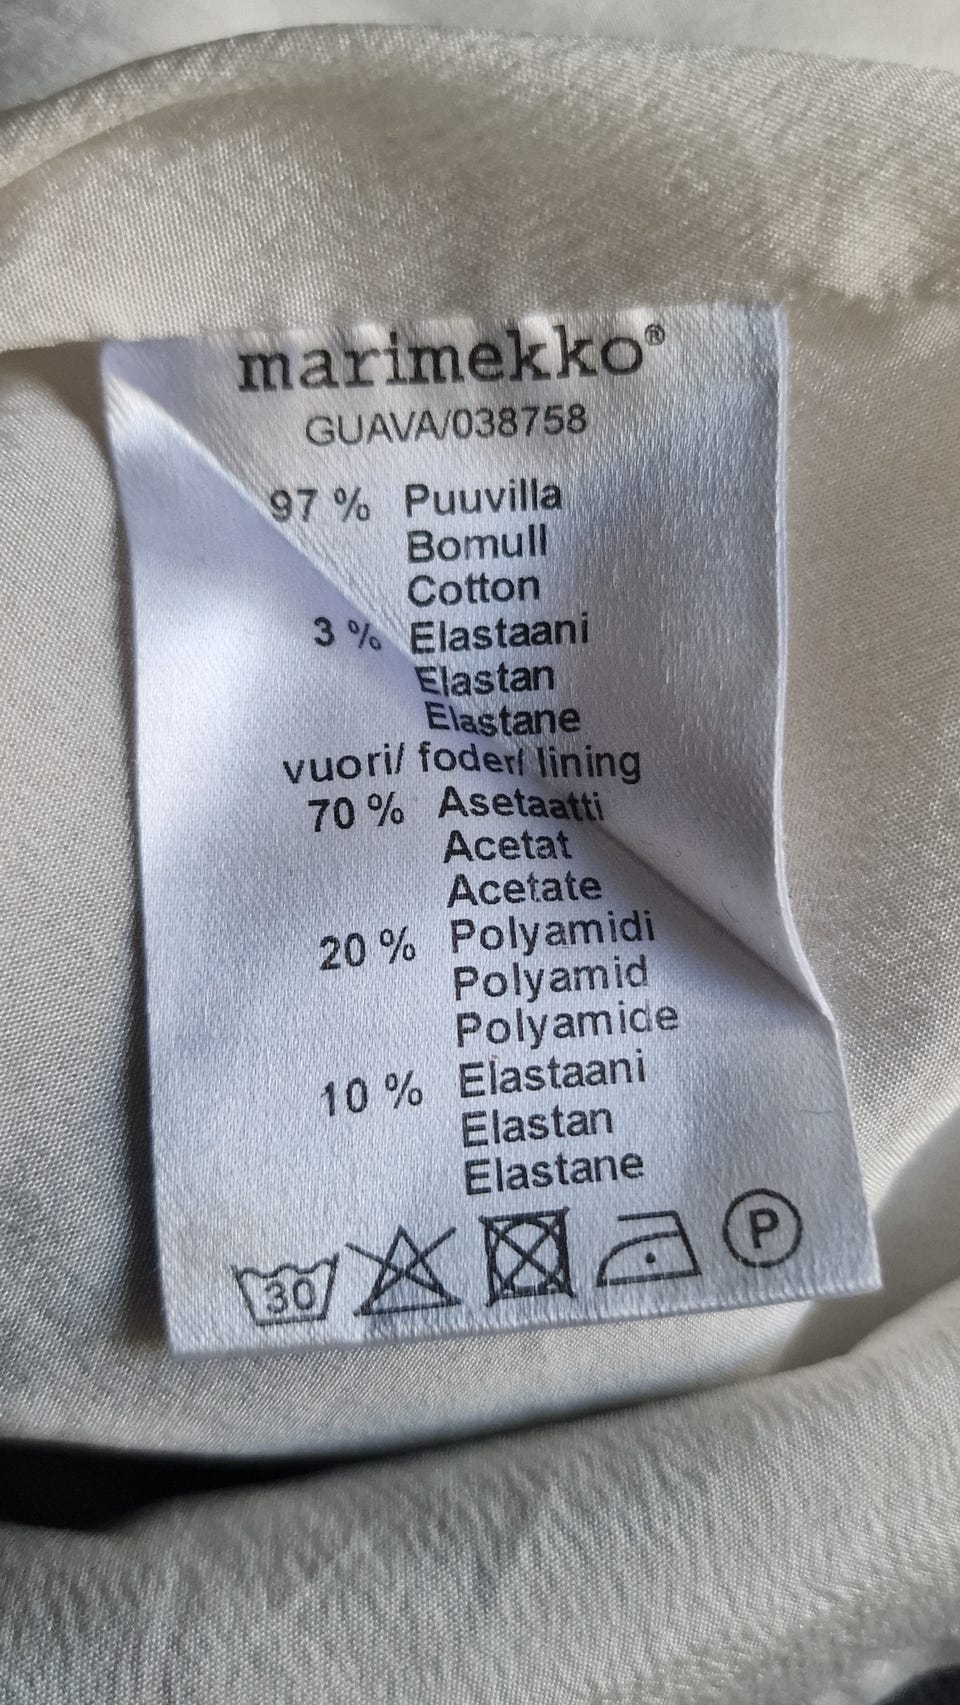 marimekko®
GUAVA/038758
97 % Puuvilla
Bomull
Cotton
3 % Elastaani
Elastan
Elastane
vuori/ foder/ lining
70 % Asetaatti
Acetat
Acetate
20 % Polyamidi
Polyamid
Polyamide
10 % Elastaani
Elastan
Elastane
30 P